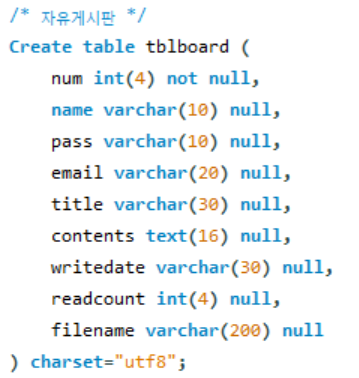 /* 자유게시판 */
Create table tblboard (
num int(4) not null,
name varchar(10) null,
pass varchar(10) null,
email varchar(20) null,
title varchar(30) null,
contents text(16) null,
writedate varchar(30) null,
readcount int(4) null,
filename varchar(200) null
) charset="utf8";